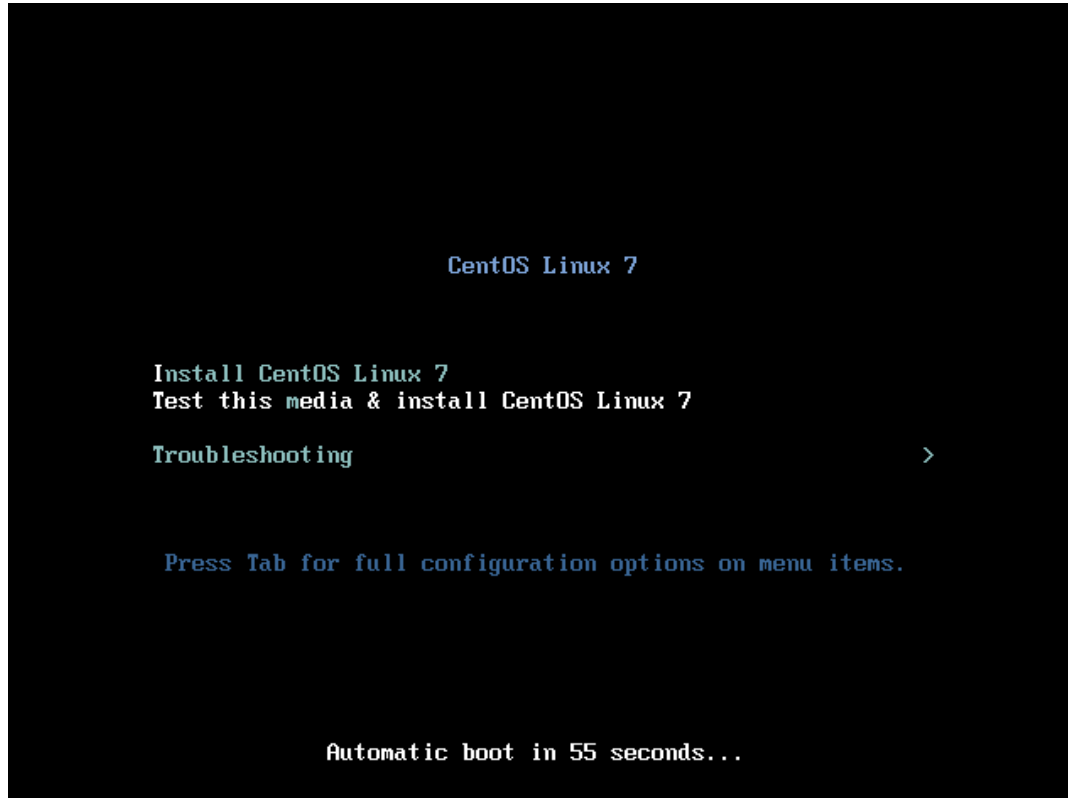 CentOS Linux 7
Install CentOS Linux 7
Test this media & install CentOS Linux 7
Troubleshooting >
Press Tab for full configuration options on menu items.
Automatic boot in 55 seconds...